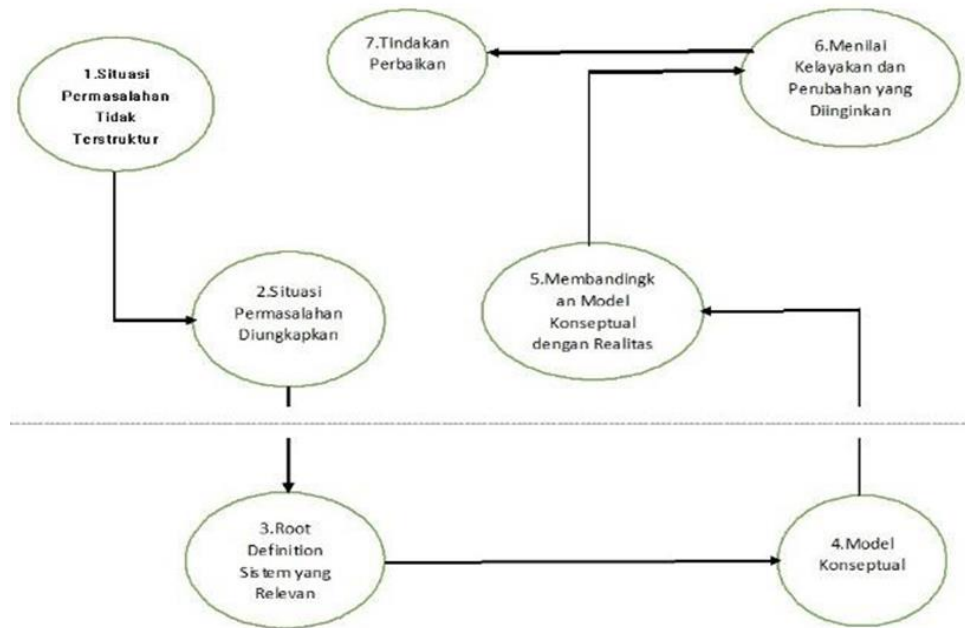 1.Situasi
Permasalahan
Tidak
Terstruktur
2.Situasi
Permasalahan
Diungkapkan
3.Root
Definition
Sistem yang
Relevan
4.Model
Konseptual
5.Membandingk
an Model
Konseptual
dengan Realitas
6.Menilai
Kelayakan dan
Perubahan yang
Diinginkan
7.Tindakan
Perbaikan